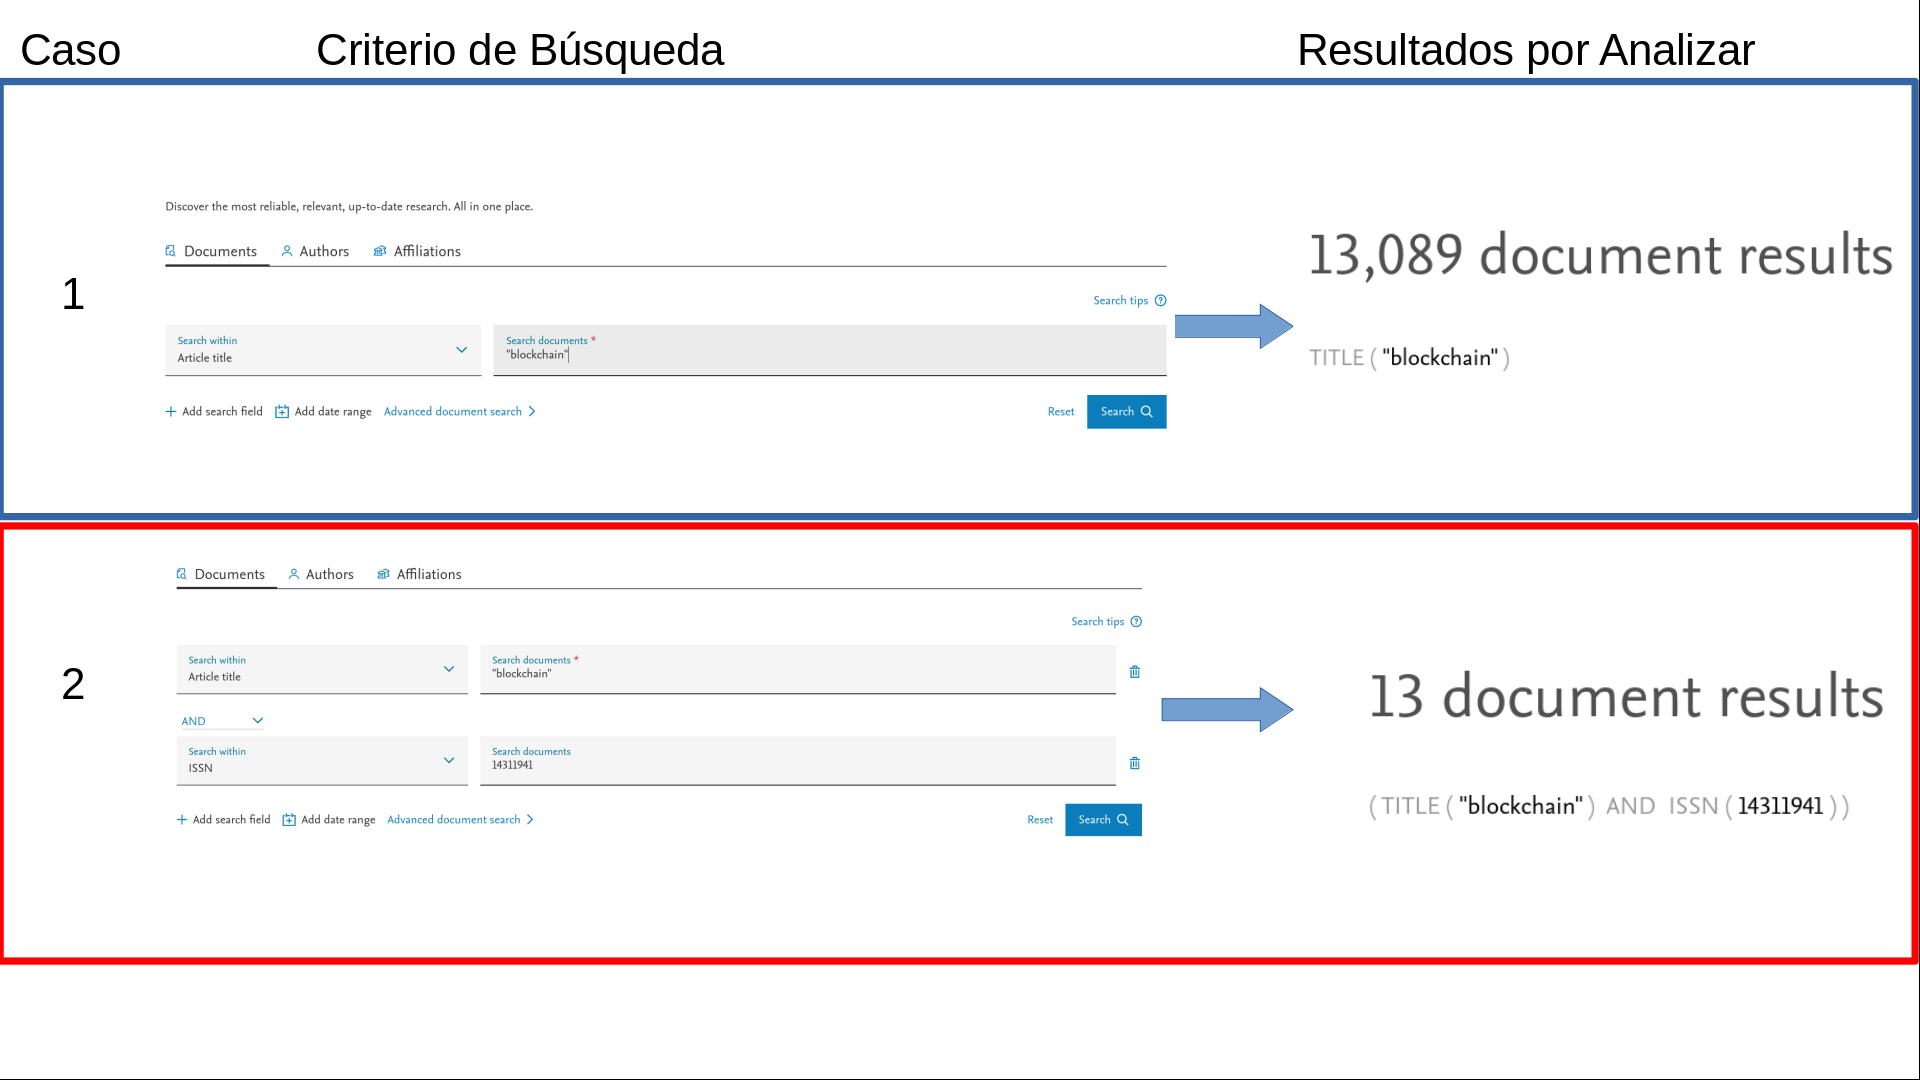 Caso Criterio de Búsqueda Resultados por Analizar
1
Discover the most reliable, relevant, up-to-date research. All in one place.
Documents Authors Affiliations
Search tips
Search within
Article title
Search documents *
"blockchain"
Add search field Add date range Advanced document search
Reset Search
13,089 document results
TITLE ( "blockchain" )
2
Documents Authors Affiliations
Search tips
Search within
Article title
Search documents *
"blockchain"
AND
Search within
ISSN
Search documents
14311941
Add search field Add date range Advanced document search
Reset Search
13 document results
( TITLE ( "blockchain" ) AND ISSN ( 14311941 ) )